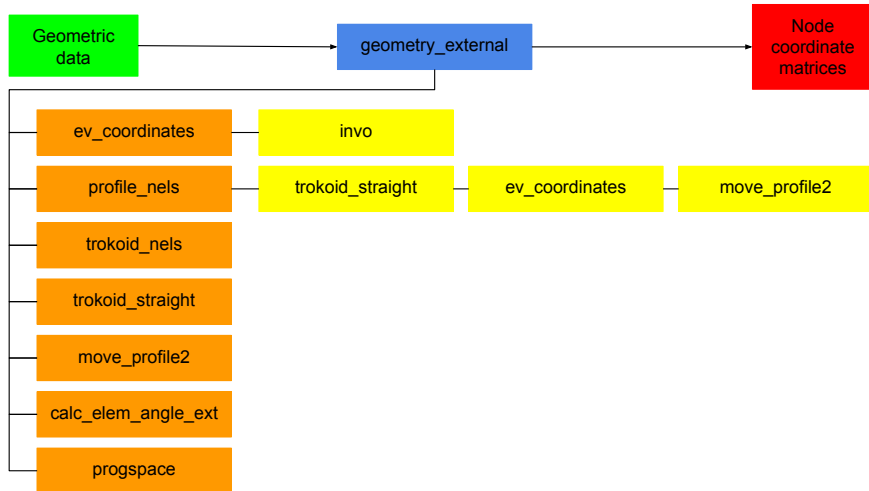 Geometric
data
geometry_external
Node
coordinate
matrices
ev_coordinates
invo
profile_nels
trokoid_straight
ev_coordinates
move_profile2
trokoid_nels
trokoid_straight
move_profile2
calc_elem_angle_ext
progspace